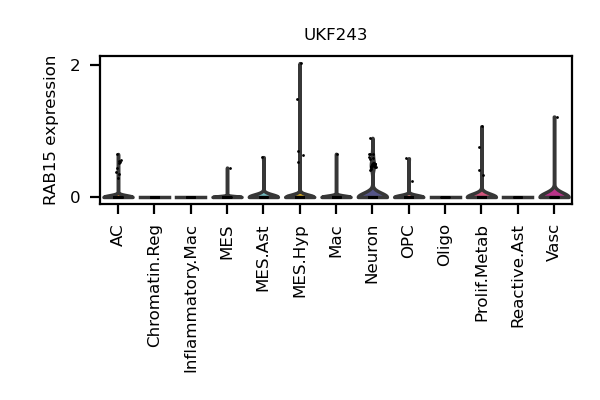 UKF243
RAB15 expression
2
0
AC
Chromatin.Reg
Inflammatory.Mac
MES
MES.Ast
MES.Hyp
Mac
Neuron
OPC
Oligo
Prolif.Metab
Reactive.Ast
Vasc